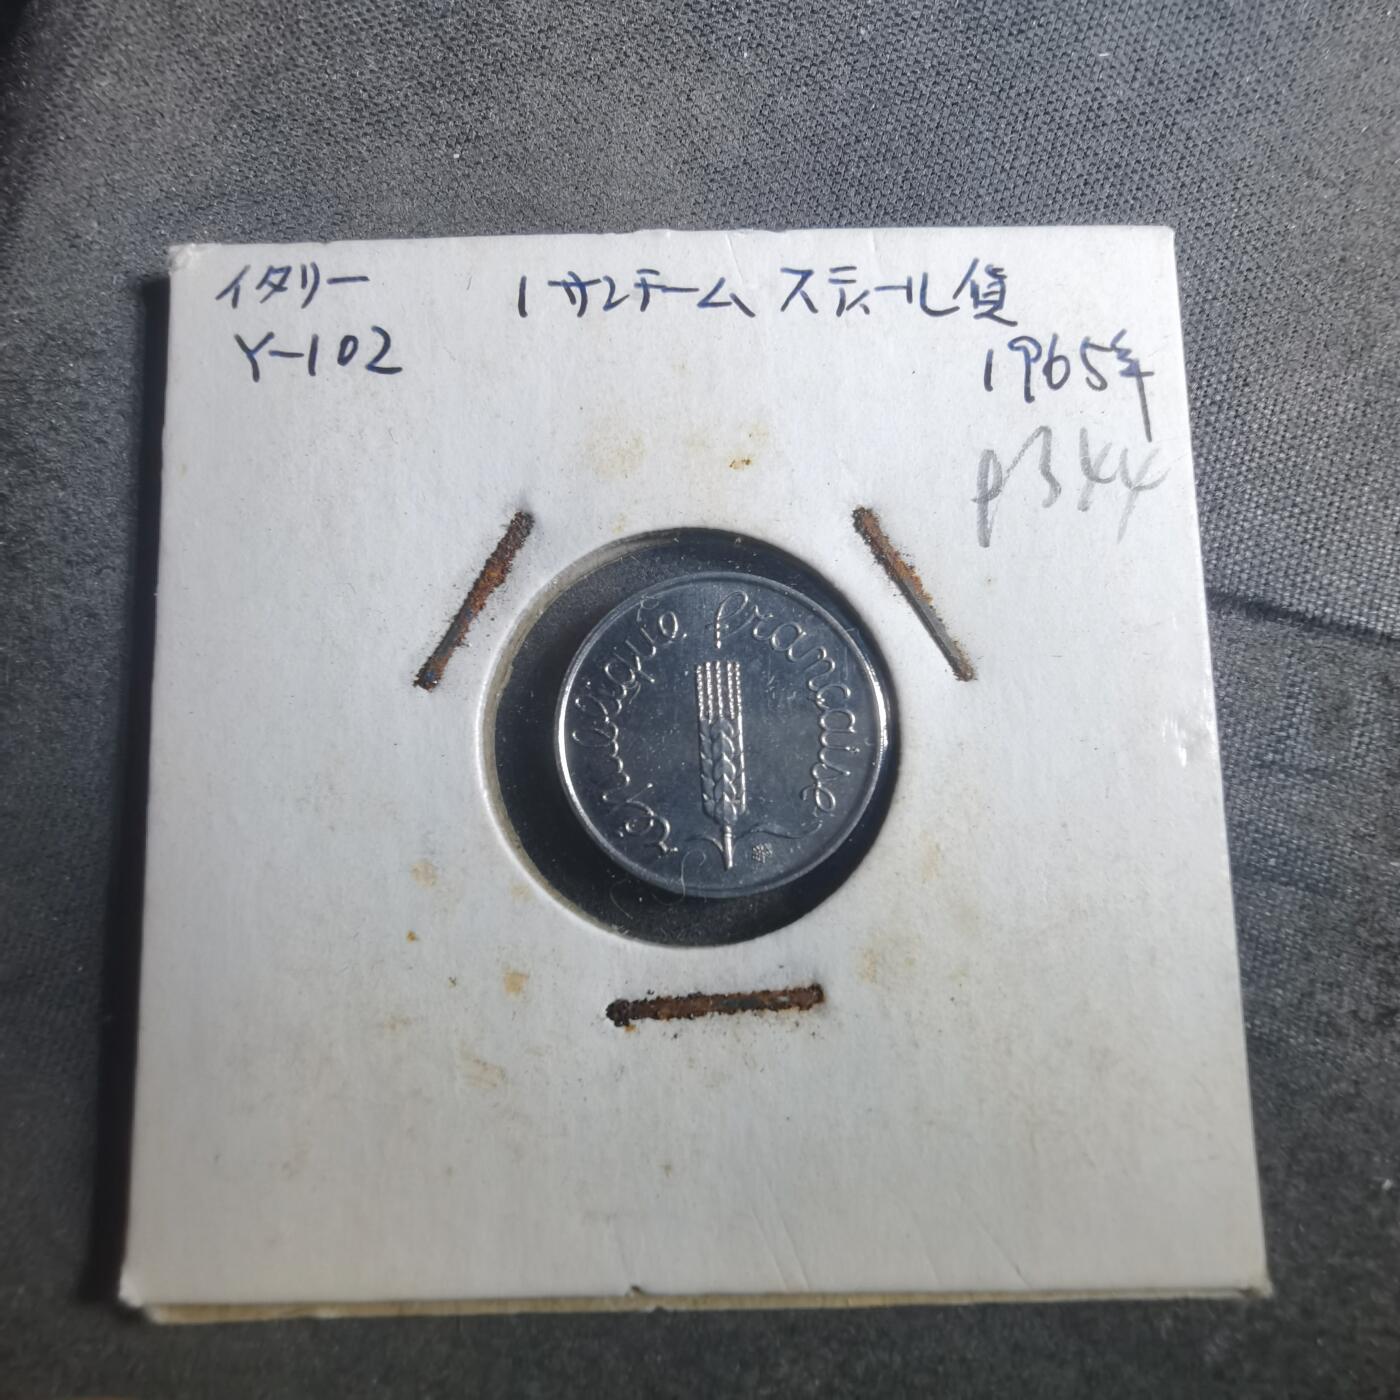 イタリー 1サンチーム スティール貨
Y-102 1965年
p344
république française